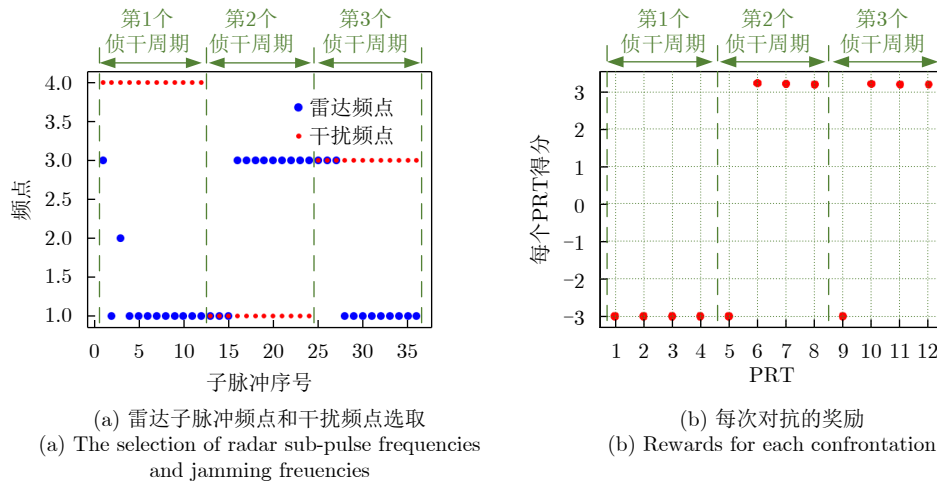 第1个 第2个 第3个
侦干周期 侦干周期 侦干周期
4.0
3.5
3.0
2.5
2.0
1.5
1.0
频点
雷达频点
干扰频点
0 5 10 15 20 25 30 35
子脉冲序号
(a) 雷达子脉冲频点和干扰频点选取
(a) The selection of radar sub-pulse frequencies
and jamming freuencies
第1个 第2个 第3个
侦干周期 侦干周期 侦干周期
3
2
1
0
−1
−2
−3
每个PRT得分
1 2 3 4 5 6 7 8 9 10 11 12
PRT
(b) 每次对抗的奖励
(b) Rewards for each confrontation